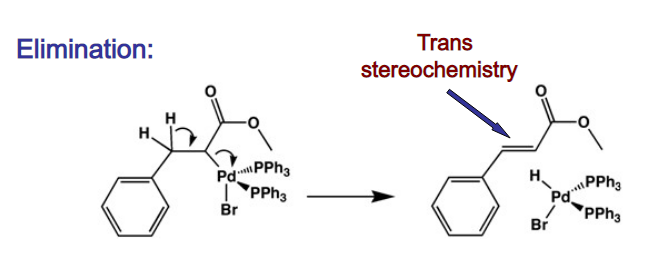 Elimination:
Trans
stereochemistry
O
H
H
O
Pd
PPh3
PPh3
Br
O
O
H
Pd
PPh3
PPh3
Br